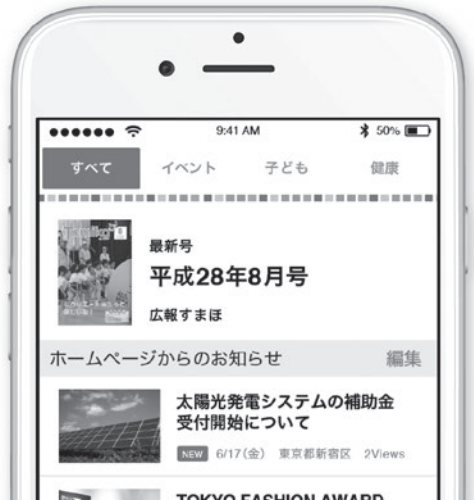 9:41 AM
50%
すべて
イベント
子ども
健康
最新号
平成28年8月号
広報すまほ
ホームページからのお知らせ
編集
太陽光発電システムの補助金
受付開始について
NEW 6/17(金) 東京都新宿区 2Views
TOKYO FASHION AWARD